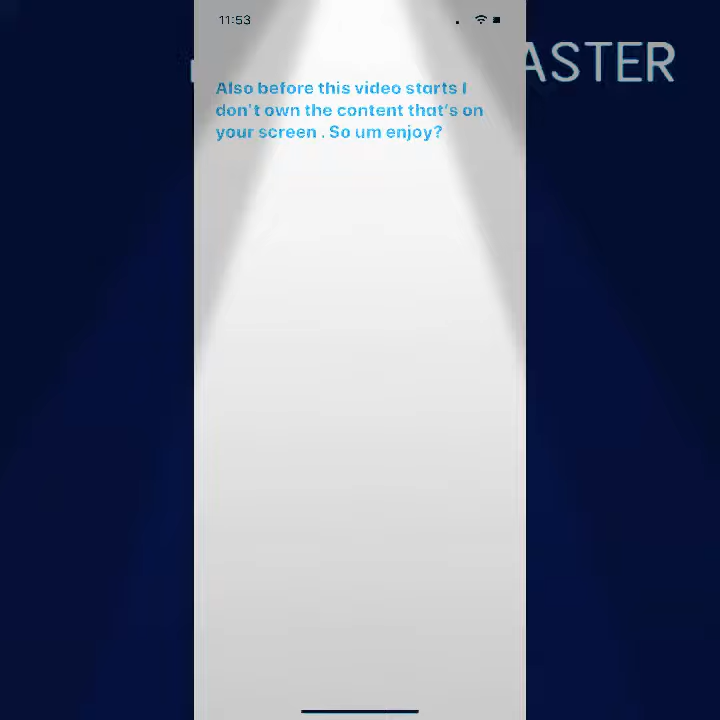 11:53
ASTER
Also before this video starts I
don't own the content that's on
your screen . So um enjoy?